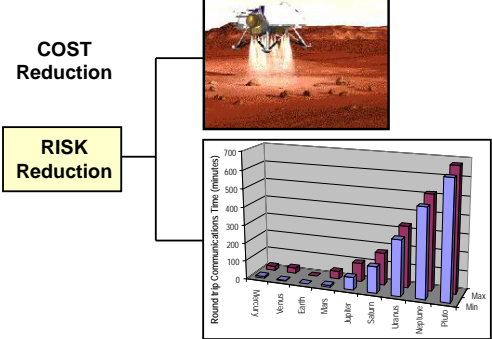 COST
Reduction
RISK
Reduction
Round trip Communications Time (minutes)
700
600
500
400
300
200
100
0
Mercury
Venus
Earth
Mars
Jupiter
Saturn
Uranus
Neptune
Pluto
Max
Min